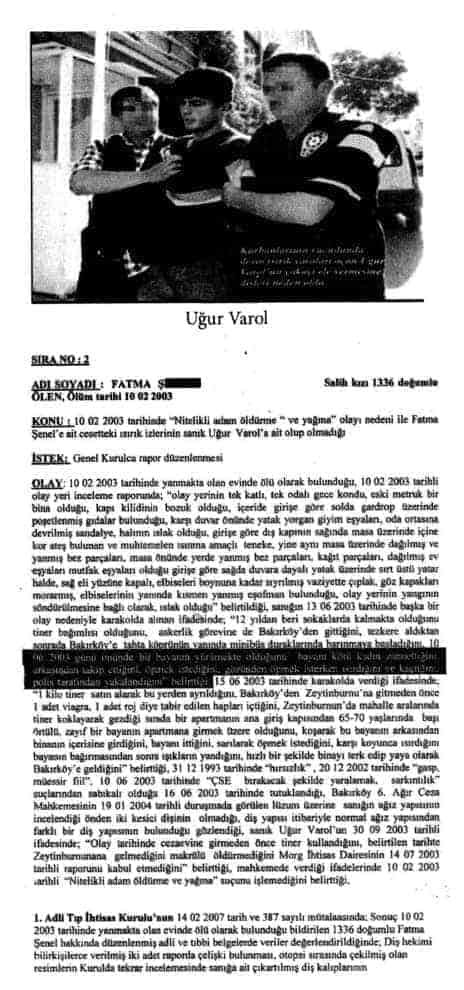 Kurbanlarının vücudunda
derin ısırık yaraları açan Uğur
Varol'un yakayı ele vermesine
dişleri neden oldu.
Uğur Varol
SIRA NO : 2
ADI SOYADI : FATMA Ş Salih kızı 1336 doğumlu
ÖLEN, Ölüm tarihi 10 02 2003
KONU : 10 02 2003 tarihinde “Nitelikli adam öldürme “ ve yağma” olayı nedeni ile Fatma
Şenel’e ait cesetteki ısırık izlerinin sanık Uğur Varol’a ait olup olmadığı
İSTEK: Genel Kurulca rapor düzenlenmesi
OLAY: 10 02 2003 tarihinde yanmakta olan evinde ölü olarak bulunduğu, 10 02 2003 tarihli
olay yeri inceleme raporunda; “olay yerinin tek katlı, tek odalı gece kondu, eski metruk bir
bina olduğu, kapı kilidinin bozuk olduğu, içeride girişe göre solda gardrop üzerinde
poşetlenmiş gıdalar bulunduğu, karşı duvar önünde yatak yorgan giyim eşyaları, oda ortasına
devrilmiş sandalye, halının ıslak olduğu, girişe göre dış kapının sağında masa üzerinde içine
kor ateş bulunan ve muhtemelen ısınma amaçlı teneke, yine aynı masa üzerinde dağılmış ve
yanmış bez parçaları, masa önünde yerde yanmış bez parçaları, kağıt parçaları, dağılmış ev
eşyaları mutfak eşyaları olduğu girişe göre sağda duvara dayalı yatak üzerinde sırt üstü yatar
halde, sağ eli yüzüne kapalı, elbiseleri boynuna kadar sıyrılmış vaziyette çıplak, göz kapakları
morarmış, elbiselerinin yanında kısmen yanmış eşofman bulunduğu, olay yerinin yangının
söndürülmesine bağlı olarak, ıslak olduğu” belirtildiği, sanığın 13 06 2003 tarihinde başka bir
olay nedeniyle karakolda alınan ifadesinde; “12 yıldan beri sokaklarda kalmakta olduğunu
tiner bağımlısı olduğunu, askerlik görevine de Bakırköy’den gittiğini, tezkere aldıktan
sonrada Bakırköy’e tahta köprünün yanında minibüs duraklarında barınmaya başladığını, 10
06 2003 günü önünde bir bayanın yürümekte olduğunu bayanı kötü kadın zannettiğini
arkasından takip ettiğini, öpmek istediğini, göğsünden öpmek isterken ısırdığını ve kaçtığını
polis tarafından yakalandığını” belirttiği, 15 06 2003 tarihinde karakolda verdiği ifadesinde;
“1 kilo tiner satın alarak bu yerden ayrıldığını, Bakırköy’den Zeytinburnu’na gitmeden önce
1 adet viagra, 1 adet roj diye tabir edilen hapları içtiğini, Zeytinburnun’da mahalle aralarında
tiner koklayarak gezdiği sırada bir apartmanın ana giriş kapısından 65-70 yaşlarında başı
örtülü, zayıf bir bayanın apartmana girmek üzere olduğunu, koşarak bu bayanın arkasından
binanın içerisine girdiğini, bayanı ittiğini, sarılarak öpmek istediğini, karşı koyunca ısırdığını
bayanın bağırmasından sonra ışıkların yandığını, hızlı bir şekilde binayı terk edip yaya olarak
Bakırköy’e geldiğini” belirttiği, 31 12 1993 tarihinde “hırsızlık” , 20 12 2002 tarihinde “gasp,
müessir fiil”, 10 06 2003 tarihinde “ÇSE bırakacak şekilde yaralamak, sarkıntılık”
suçlarından sabıkalı olduğu 16 06 2003 tarihinde tutuklandığı, Bakırköy 6. Ağır Ceza
Mahkemesinin 19 01 2004 tarihli duruşmada görülen lüzum üzerine sanığın ağız yapısının
incelendiği önden iki kesici dişinin olmadığı, diş yapısı itibariyle normal ağız yapısından
farklı bir diş yapısının bulunduğu gözlendiği, sanık Uğur Varol’un 30 09 2003 tarihli
ifadesinde; “Olay tarihinde cezaevine girmeden önce tiner kullandığını, belirtilen tarihte
Zeytinburnunana gelmediğini makrülü öldürmediğini Morg İhtisas Dairesinin 14 07 2003
tarihli raporunu kabul etmediğini” belirttiği, mahkemede verdiği ifadelerinde 10 02 2003
tarihli “Nitelikli adam öldürme ve yağma” suçunu işlemediğini belirttiği.
1. Adli Tıp İhtisas Kurulu’nun 14 02 2007 tarih ve 387 sayılı mütalaasında; Sonuç 10 02
2003 tarihinde yanmakta olan evinde ölü olarak bulunduğu bildirilen 1336 doğumlu Fatma
Şenel hakkında düzenlenmiş adli ve tıbbi belgelerde veriler değerlendirildiğinde; Diş hekimi
bilirkişilerce verilmiş iki adet raporda çelişki bulunması, otopsi sırasında çekilmiş olan
resimlerin Kurulda tekrar incelemesinde sanığa ait çıkartılmış diş kalıplarının